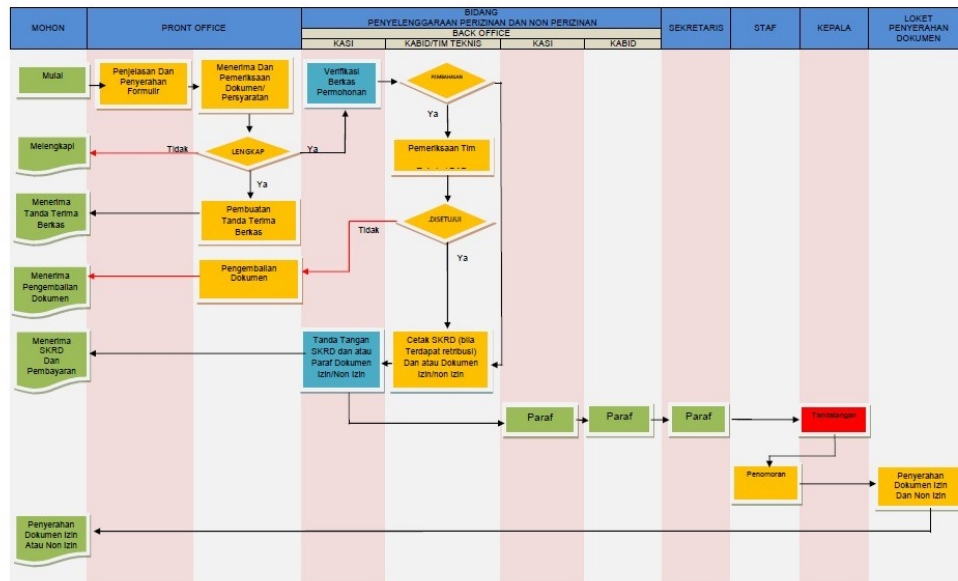 MOHON
PRONT OFFICE
BIDANG
PENYELENGGARAAN PERIZINAN DAN NON PERIZINAN
BACK OFFICE
KASI
KABID/TIM TEKNIS
KASI
KABID
SEKRETARIS
STAF
KEPALA
LOKET
PENYERAHAN
DOKUMEN
Mulai
Penjelasan Dan
Penyerahan
Formulir
Menerima Dan
Pemeriksaan
Dokumen/
Persyaratan
Verifikasi
Berkas
Permohonan
PEMBAHASAN
Ya
Melengkapi
Tidak
LENGKAP
Ya
Pemeriksaan Tim
Ya
Menerima
Tanda Terima
Berkas
Pembuatan
Tanda Terima
Berkas
.DISETUJUI
Tidak
Ya
Menerima
Pengembalian
Dokumen
Pengembalian
Dokumen
Menerima
SKRD
Dan
Pembayaran
Tanda Tangan
SKRD dan atau
Paraf Dokumen
Izin/Non Izin
Cetak SKRD (bila
Terdapat retribusi)
Dan atau Dokumen
Izin/non Izin
Paraf
Paraf
Paraf
Tandatangan
Penomoran
Penyerahan
Dokumen Izin
Dan Non Izin
Penyerahan
Dokumen Izin
Atau Non Izin